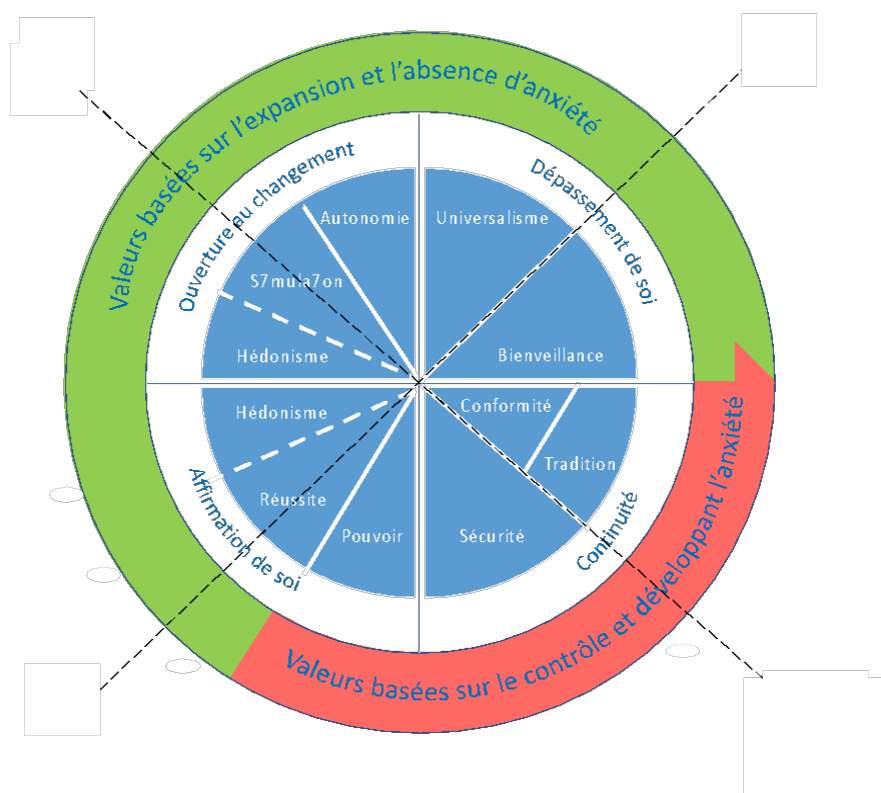 Valeurs basées sur l'expansion et l'absence d'anxiété
Ouverture au changement
Dépassement de soi
Autonomie
Universalisme
S7mula7on
Hédonisme
Bienveillance
Hédonisme
Conformité
Réussite
Tradition
Pouvoir
Sécurité
Affirmation de soi
Continuité
Valeurs basées sur le contrôle et développant l'anxiété